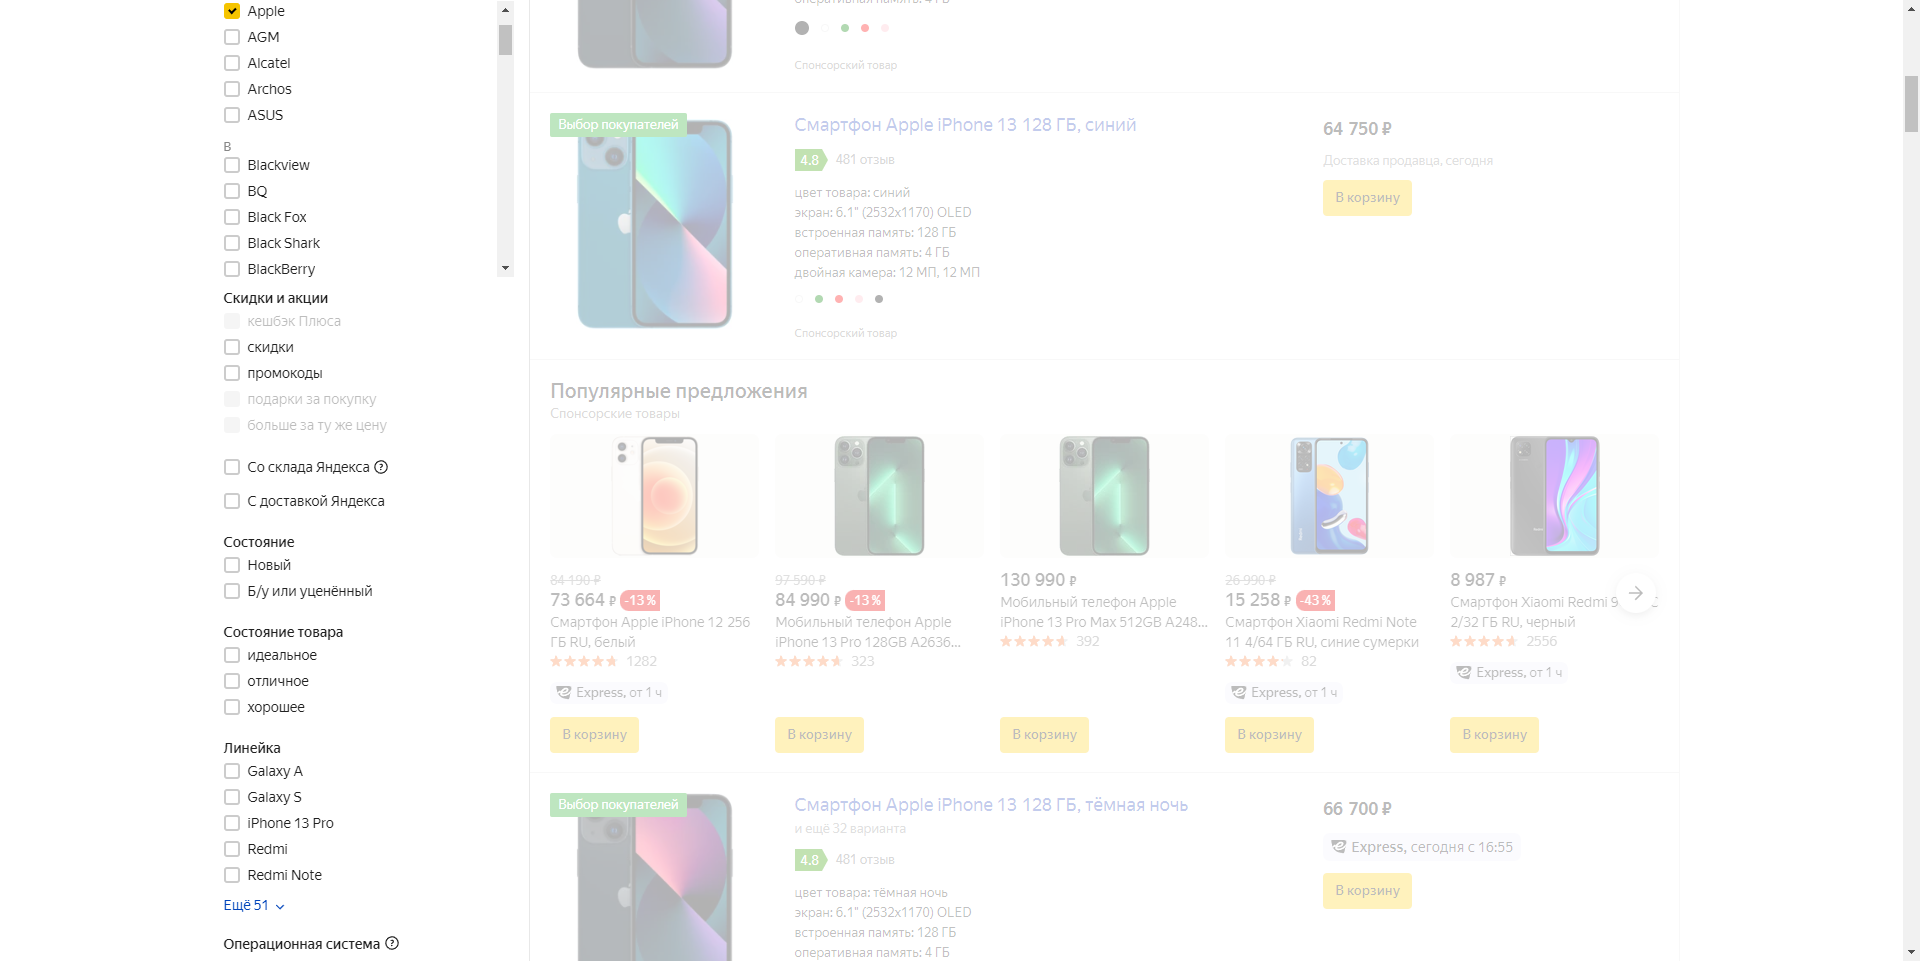 Apple
AGM
Alcatel
Archos
ASUS
B
Blackview
BQ
Black Fox
Black Shark
BlackBerry
Скидки и акции
кешбэк Плюса
скидки
промокоды
подарки за покупку
больше за ту же цену
Со склада Яндекса
С доставкой Яндекса
Состояние
Новый
Б/у или уценённый
Состояние товара
идеальное
отличное
хорошее
Линейка
Galaxy A
Galaxy S
iPhone 13 Pro
Redmi
Redmi Note
Ещё 51
Операционная система
Спонсорский товар
Выбор покупателей
Смартфон Apple iPhone 13 128 ГБ, синий
4.8 481 отзыв
цвет товара: синий
экран: 6.1" (2532x1170) OLED
встроенная память: 128 ГБ
оперативная память: 4 ГБ
двойная камера: 12 МП, 12 МП
Спонсорский товар
64 750 ₽
Доставка продавца, сегодня
В корзину
Популярные предложения
Спонсорские товары
84 190 ₽
73 664 ₽ -13%
Смартфон Apple iPhone 12 256
ГБ RU, белый
1282
Express, от 1 ч
В корзину
97 590 ₽
84 990 ₽ -13%
Мобильный телефон Apple
iPhone 13 Pro 128GB A2636...
323
В корзину
130 990 ₽
Мобильный телефон Apple
iPhone 13 Pro Max 512GB A248...
392
В корзину
26 990 ₽
15 258 ₽ -43%
Смартфон Xiaomi Redmi Note
11 4/64 ГБ RU, синие сумерки
82
Express, от 1 ч
В корзину
8 987 ₽
Смартфон Xiaomi Redmi
2/32 ГБ RU, черный
2556
Express, от 1 ч
В корзину
Выбор покупателей
Смартфон Apple iPhone 13 128 ГБ, тёмная ночь
и ещё 32 варианта
4.8 481 отзыв
цвет товара: тёмная ночь
экран: 6.1" (2532x1170) OLED
встроенная память: 128 ГБ
оперативная память: 4 ГБ
66 700 ₽
Express, сегодня с 16:55
В корзину